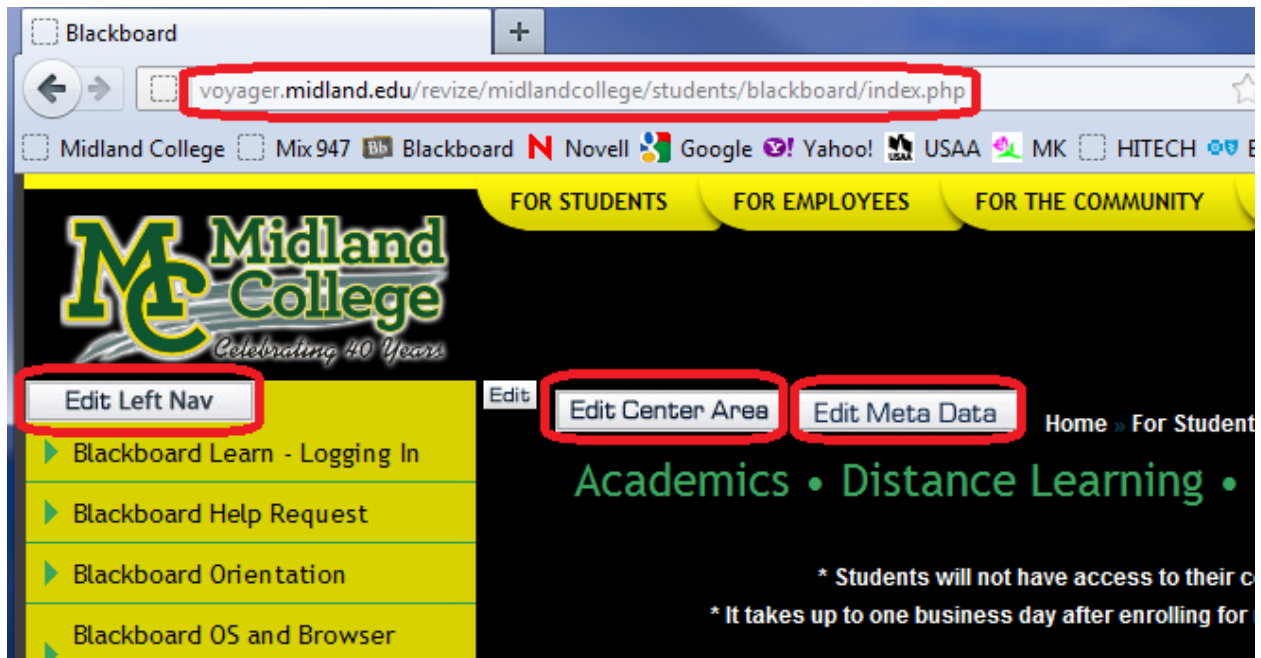 Blackboard
+
voyager.midland.edu/revize/midlandcollege/students/blackboard/index.php
Midland College Mix 947 Bb Blackboard N Novell Google Y! Yahoo! USAA USAA MK HITECH
FOR STUDENTS FOR EMPLOYEES FOR THE COMMUNITY
MC Midland
College
Celebrating 40 Years
Edit Left Nav Edit Edit Center Area Edit Meta Data
Home » For Student
Blackboard Learn - Logging In
Academics • Distance Learning •
Blackboard Help Request
Blackboard Orientation
* Students will not have access to their
* It takes up to one business day after enrolling for
Blackboard OS and Browser